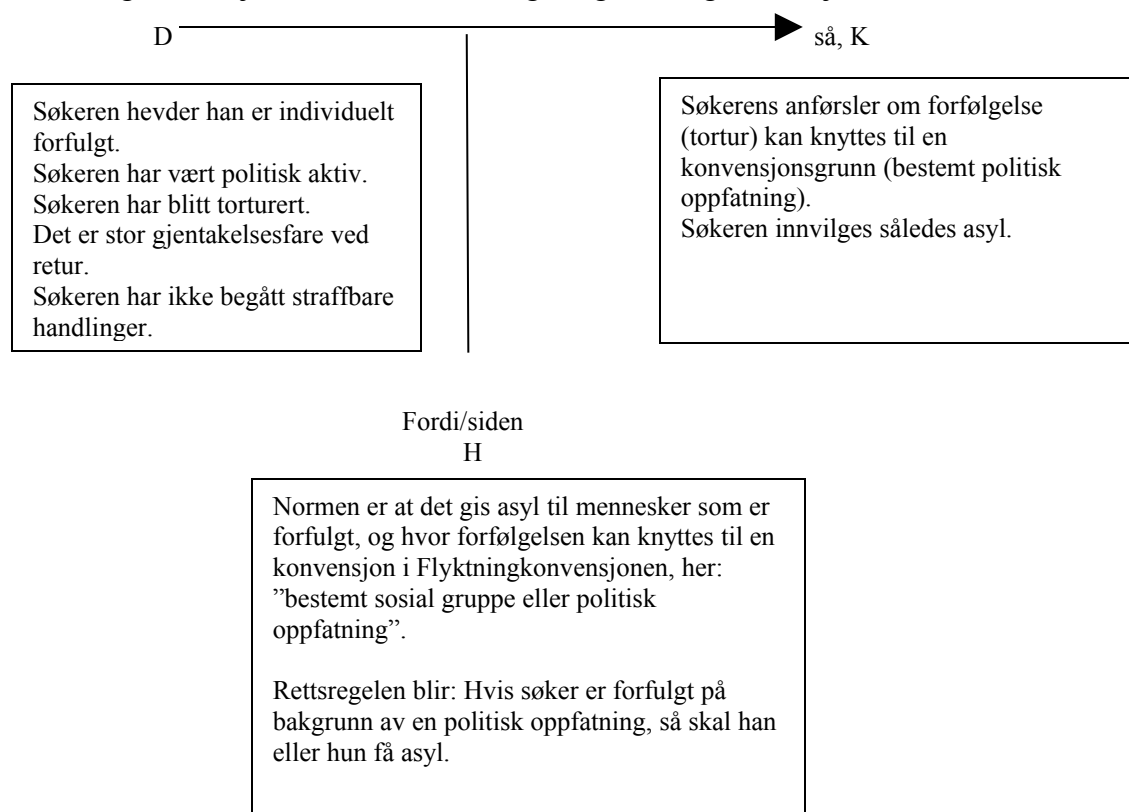 D
så, K
Søkeren hevder han er individuelt
forfulgt.
Søkeren har vært politisk aktiv.
Søkeren har blitt torturert.
Det er stor gjentakelsesfare ved
retur.
Søkeren har ikke begått straffbare
handlinger.
Søkerens anførsler om forfølgelse
(tortur) kan knyttes til en
konvensjonsgrunn (bestemt politisk
oppfatning).
Søkeren innvilges således asyl.
Fordi/siden
H
Normen er at det gis asyl til mennesker som er
forfulgt, og hvor forfølgelsen kan knyttes til en
konvensjon i Flyktningkonvensjonen, her:
”bestemt sosial gruppe eller politisk
oppfatning”.
Rettsregelen blir: Hvis søker er forfulgt på
bakgrunn av en politisk oppfatning, så skal han
eller hun få asyl.